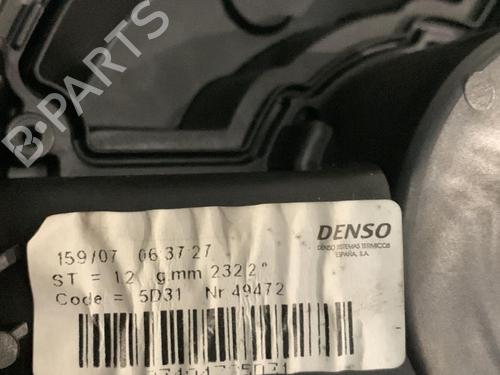 B-Parts
DENSO
DENSO SISTEMAS TERMICOS
ESPAÑA, S.A.
159/07 06:37:27
ST = 12 g.mm 232 2°
Code = 5D31 Nr 49472
B-Parts